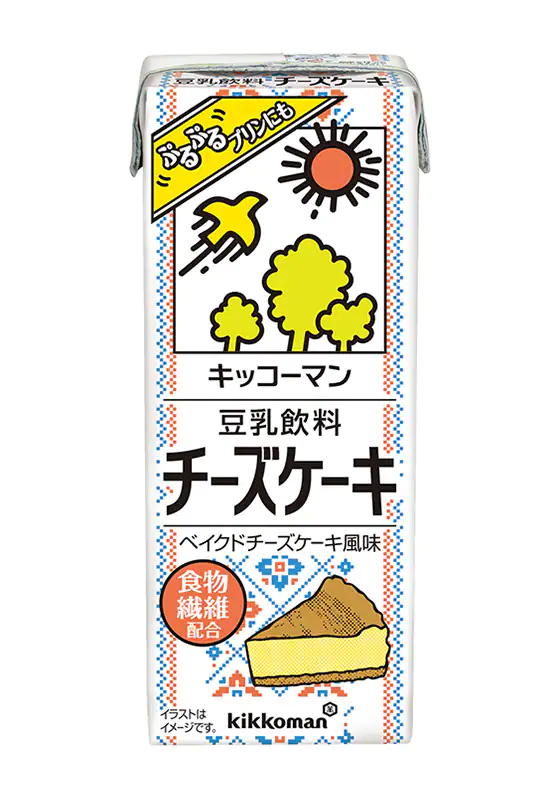 豆乳飲料 チーズケーキ
ぷるぷるプリンにも
キッコーマン
豆乳飲料
チーズケーキ
ベイクドチーズケーキ風味
食物
繊維
配合
イラストは
イメージです。
kikkoman